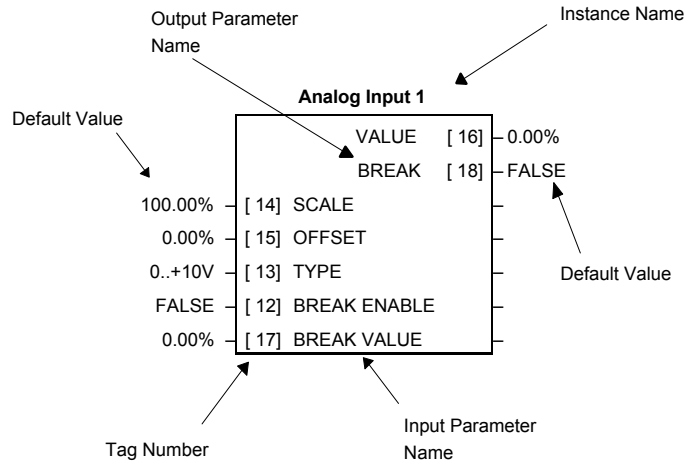 Output Parameter
Name
Instance Name
Analog Input 1
Default Value
VALUE [ 16] 0.00%
BREAK [ 18] FALSE
100.00% [ 14] SCALE
0.00% [ 15] OFFSET
0..+10V [ 13] TYPE
Default Value
FALSE [ 12] BREAK ENABLE
0.00% [ 17] BREAK VALUE
Input Parameter
Name
Tag Number